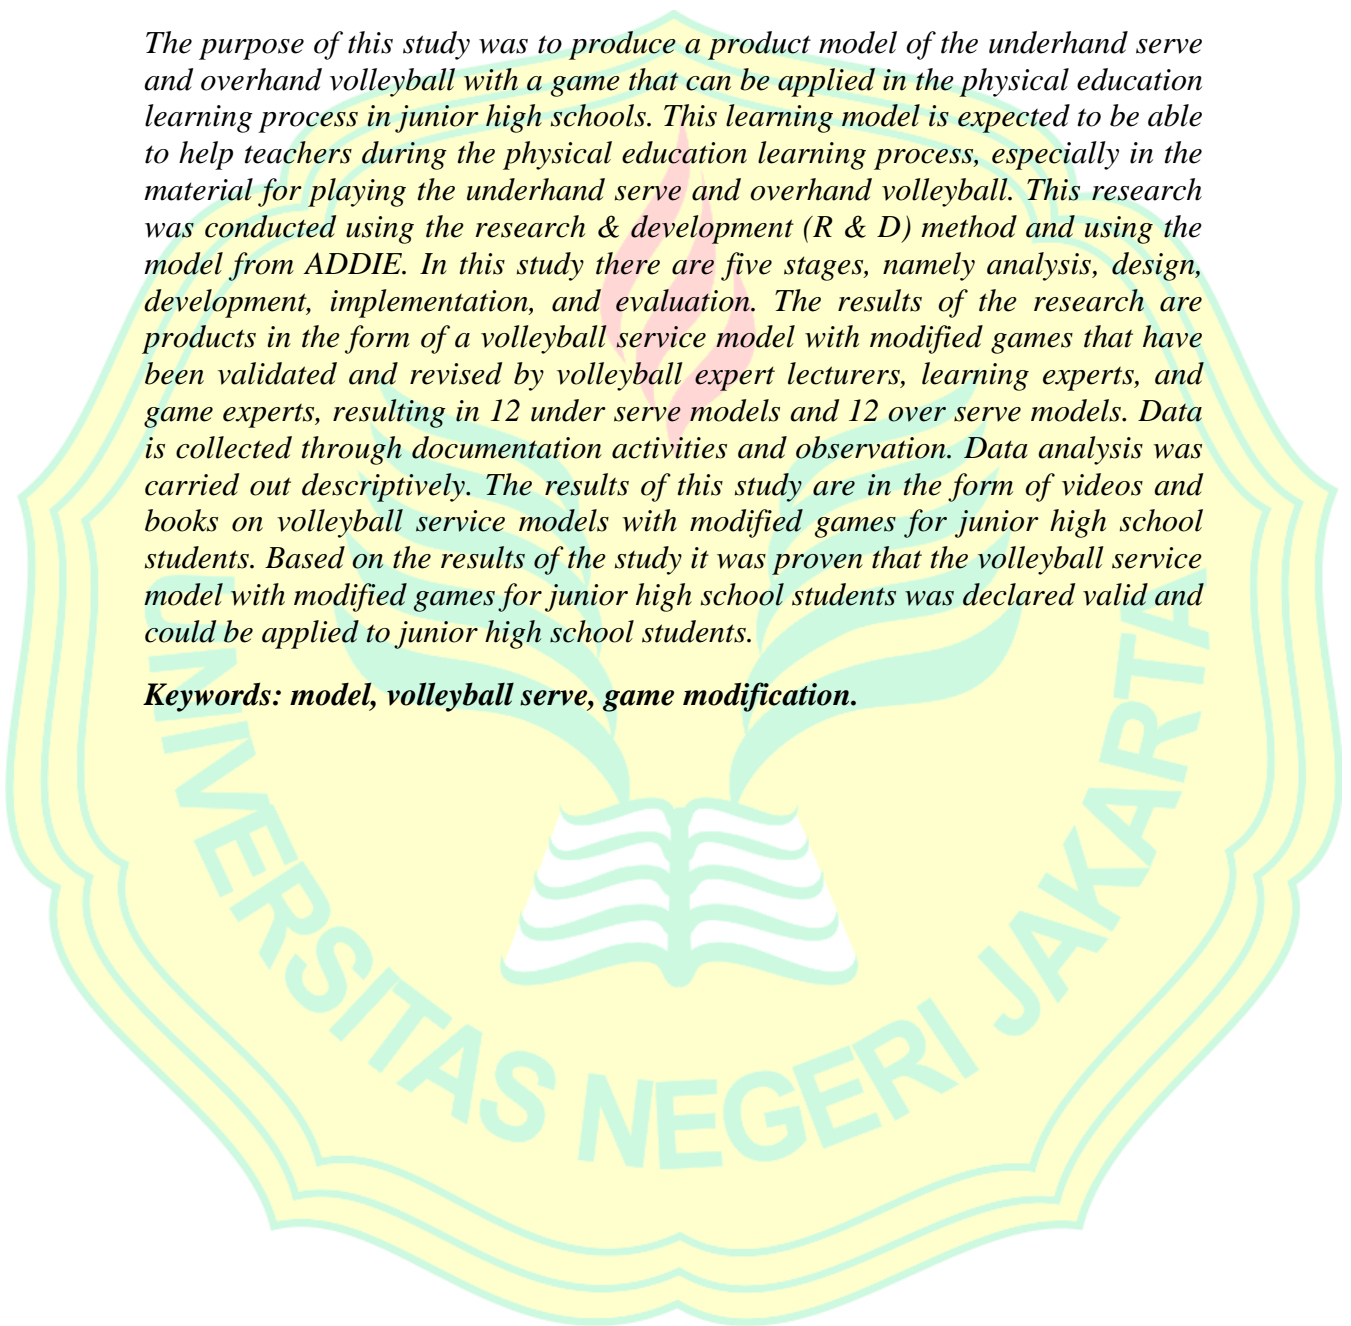 The purpose of this study was to produce a product model of the underhand serve
and overhand volleyball with a game that can be applied in the physical education
learning process in junior high schools. This learning model is expected to be able
to help teachers during the physical education learning process, especially in the
material for playing the underhand serve and overhand volleyball. This research
was conducted using the research & development (R & D) method and using the
model from ADDIE. In this study there are five stages, namely analysis, design,
development, implementation, and evaluation. The results of the research are
products in the form of a volleyball service model with modified games that have
been validated and revised by volleyball expert lecturers, learning experts, and
game experts, resulting in 12 under serve models and 12 over serve models. Data
is collected through documentation activities and observation. Data analysis was
carried out descriptively. The results of this study are in the form of videos and
books on volleyball service models with modified games for junior high school
students. Based on the results of the study it was proven that the volleyball service
model with modified games for junior high school students was declared valid and
could be applied to junior high school students.
Keywords: model, volleyball serve, game modification.
UNIVERSITAS NEGERI JAKARTA